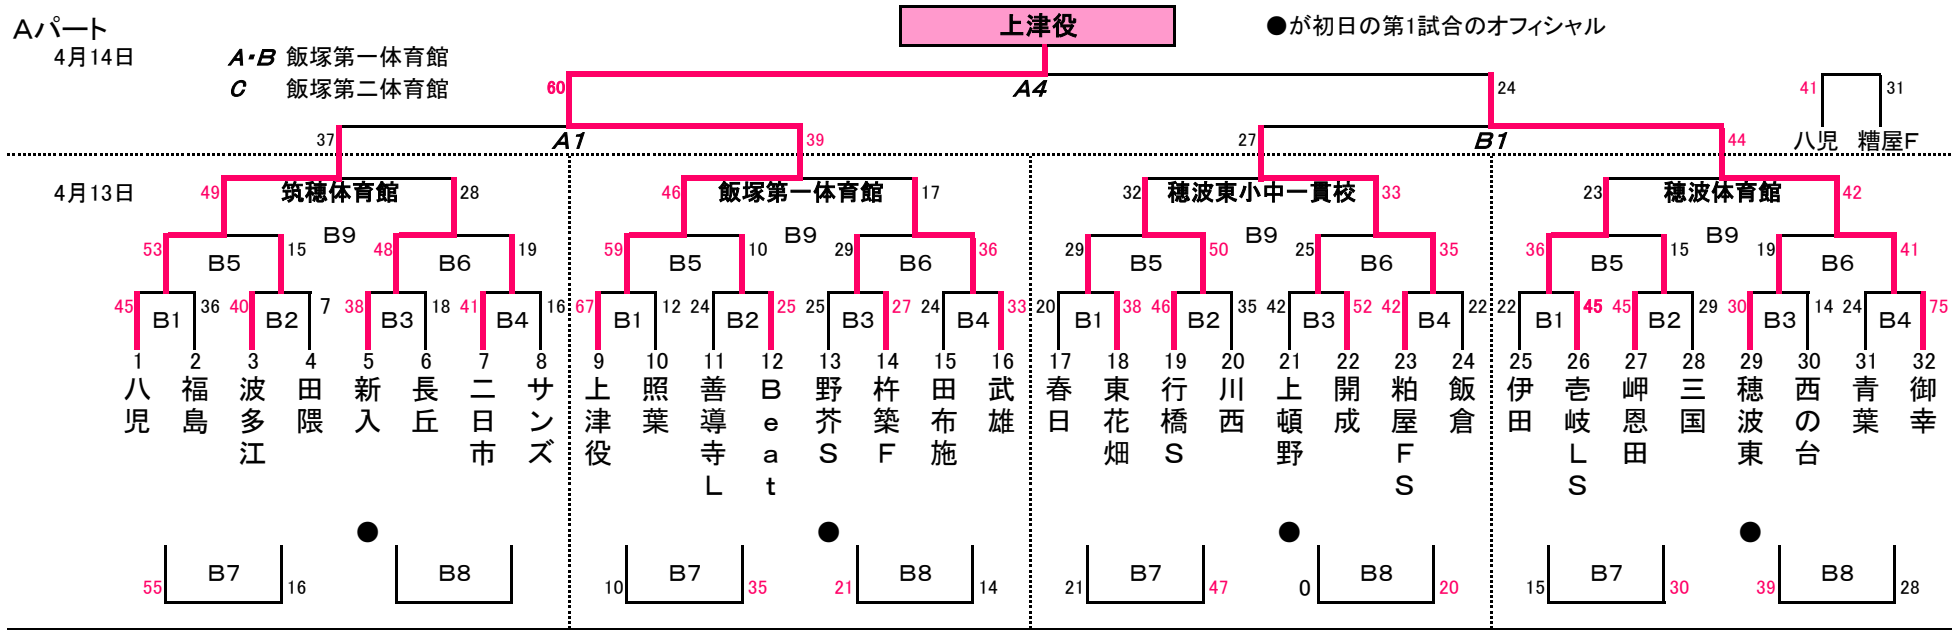 Aパート
上津役
●が初日の第1試合のオフィシャル
4月14日
A・B 飯塚第一体育館
C 飯塚第二体育館
60 A4 24 41 31
37 A1 39 27 B1 44 八児 糟屋F
4月13日
49 筑穂体育館 28 46 飯塚第一体育館 17 32 穂波東小中一貫校 33 23 穂波体育館 42
B9 B9 B9 B9
53 15 48 19 59 10 29 36 29 50 25 35 36 15 19 41
B5 B6 B5 B6 B5 B6 B5 B6
45 36 40 7 38 18 41 16 67 12 24 25 25 27 24 33 20 38 46 35 42 52 42 22 22 45 45 29 30 14 24 75
B1 B2 B3 B4 B1 B2 B3 B4 B1 B2 B3 B4 B1 B2 B3 B4
1 2 3 4 5 6 7 8 9 10 11 12 13 14 15 16 17 18 19 20 21 22 23 24 25 26 27 28 29 30 31 32
八児
福島
波多江
田隈
新入
長丘
二日市
サンズ
上津役
照葉
善導寺L
Beat
野芥S
杵築F
田布施
武雄
春日
東花畑
行橋S
川西
上頓野
開成
粕屋FS
飯倉
伊田
壱岐LS
岬恩田
三国
穂波東
西の台
青葉
御幸
● ● ● ●
B7 B8 B7 B8 B7 B8 B7 B8
55 16 10 35 21 14 21 47 0 20 15 30 39 28